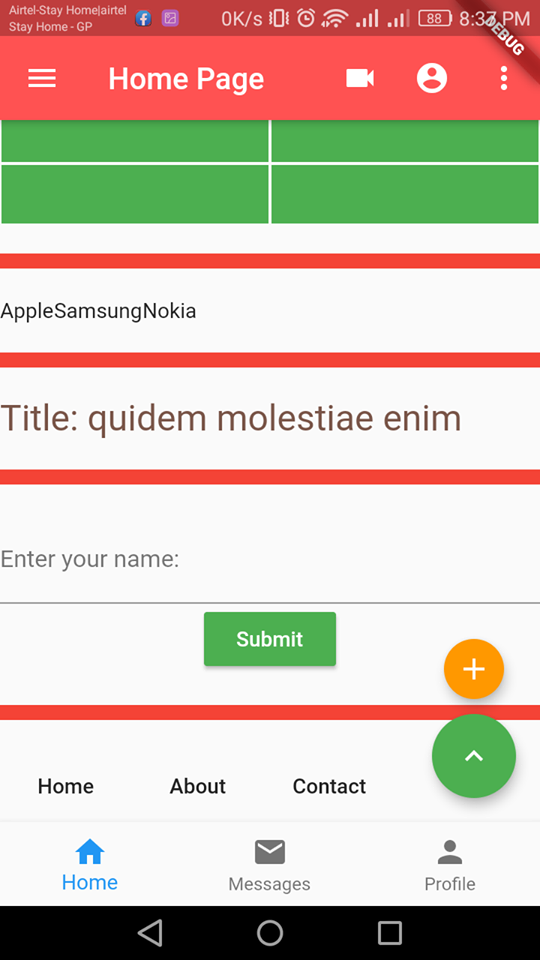 Airtel-Stay Home|airtel
Stay Home - GP
0K/s
88
8:37 PM
DEBUG
Home Page
AppleSamsungNokia
Title: quidem molestiae enim
Enter your name:
Submit
Home About Contact
Home Messages Profile